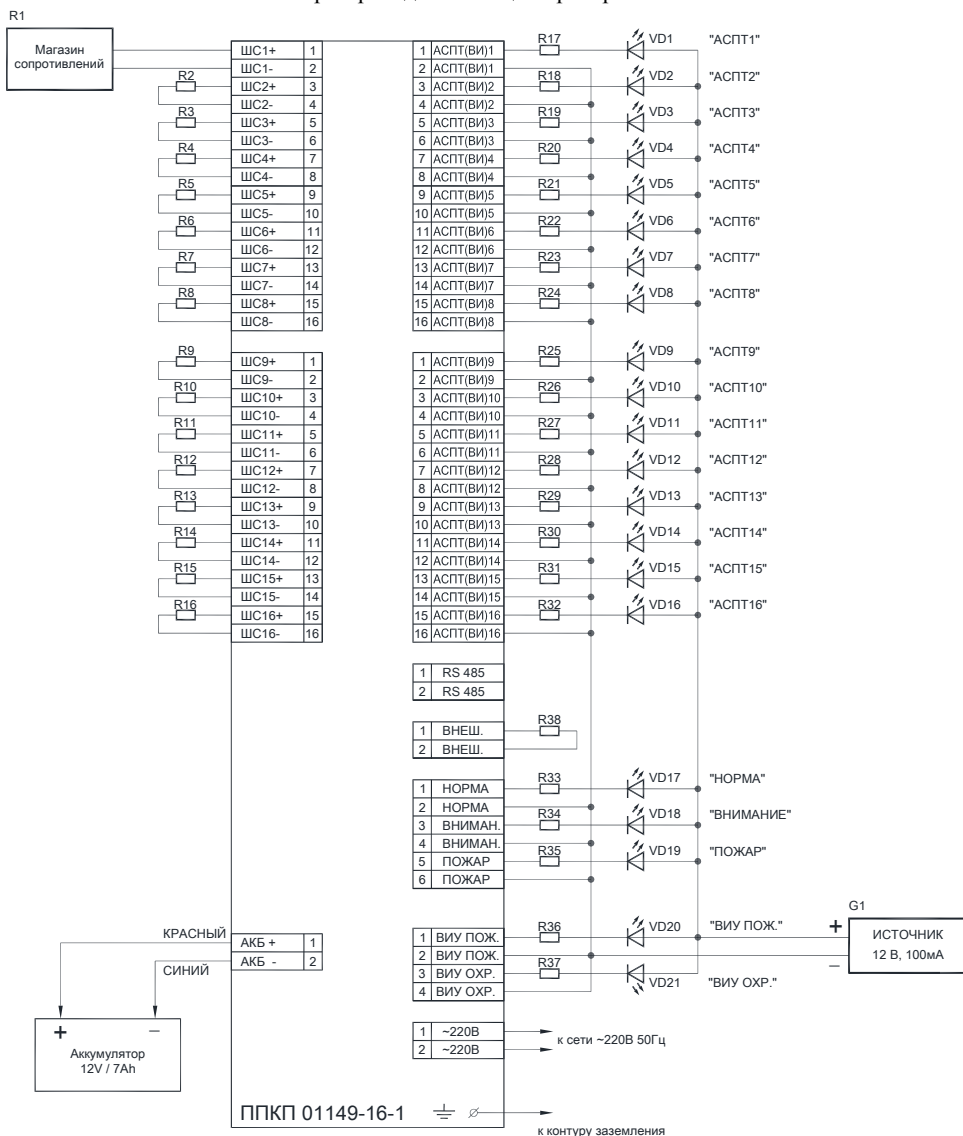 R1
Магазин
сопротивлений
R2
R3
R4
R5
R6
R7
R8
ШС1+ 1
ШС1- 2
ШС2+ 3
ШС2- 4
ШС3+ 5
ШС3- 6
ШС4+ 7
ШС4- 8
ШС5+ 9
ШС5- 10
ШС6+ 11
ШС6- 12
ШС7+ 13
ШС7- 14
ШС8+ 15
ШС8- 16
1 АСПТ(ВИ)1
2 АСПТ(ВИ)1
3 АСПТ(ВИ)2
4 АСПТ(ВИ)2
5 АСПТ(ВИ)3
6 АСПТ(ВИ)3
7 АСПТ(ВИ)4
8 АСПТ(ВИ)4
9 АСПТ(ВИ)5
10 АСПТ(ВИ)5
11 АСПТ(ВИ)6
12 АСПТ(ВИ)6
13 АСПТ(ВИ)7
14 АСПТ(ВИ)7
15 АСПТ(ВИ)8
16 АСПТ(ВИ)8
R17 VD1 "АСПТ1"
R18 VD2 "АСПТ2"
R19 VD3 "АСПТ3"
R20 VD4 "АСПТ4"
R21 VD5 "АСПТ5"
R22 VD6 "АСПТ6"
R23 VD7 "АСПТ7"
R24 VD8 "АСПТ8"
R9
R10
R11
R12
R13
R14
R15
R16
ШС9+ 1
ШС9- 2
ШС10+ 3
ШС10- 4
ШС11+ 5
ШС11- 6
ШС12+ 7
ШС12- 8
ШС13+ 9
ШС13- 10
ШС14+ 11
ШС14- 12
ШС15+ 13
ШС15- 14
ШС16+ 15
ШС16- 16
1 АСПТ(ВИ)9
2 АСПТ(ВИ)9
3 АСПТ(ВИ)10
4 АСПТ(ВИ)10
5 АСПТ(ВИ)11
6 АСПТ(ВИ)11
7 АСПТ(ВИ)12
8 АСПТ(ВИ)12
9 АСПТ(ВИ)13
10 АСПТ(ВИ)13
11 АСПТ(ВИ)14
12 АСПТ(ВИ)14
13 АСПТ(ВИ)15
14 АСПТ(ВИ)15
15 АСПТ(ВИ)16
16 АСПТ(ВИ)16
R25 VD9 "АСПТ9"
R26 VD10 "АСПТ10"
R27 VD11 "АСПТ11"
R28 VD12 "АСПТ12"
R29 VD13 "АСПТ13"
R30 VD14 "АСПТ14"
R31 VD15 "АСПТ15"
R32 VD16 "АСПТ16"
1 RS 485
2 RS 485
R38
1 ВНЕШ.
2 ВНЕШ.
1 НОРМА
2 НОРМА
3 ВНИМАН.
4 ВНИМАН.
5 ПОЖАР
6 ПОЖАР
R33 VD17 "НОРМА"
R34 VD18 "ВНИМАНИЕ"
R35 VD19 "ПОЖАР"
КРАСНЫЙ
СИНИЙ
АКБ + 1
АКБ - 2
1 ВИУ ПОЖ.
2 ВИУ ПОЖ.
3 ВИУ ОХР.
4 ВИУ ОХР.
R36 VD20 "ВИУ ПОЖ."
R37 VD21 "ВИУ ОХР."
G1
+
–
ИСТОЧНИК
12 В, 100мА
+ –
Аккумулятор
12V / 7Ah
1 ~220В
2 ~220В
к сети ~220В 50Гц
ППКП 01149-16-1
к контуру заземления